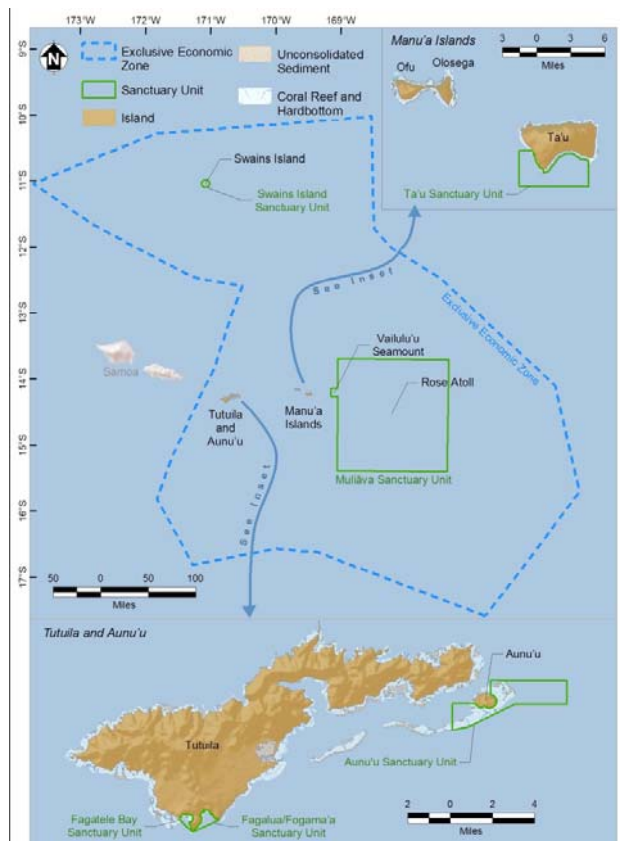 173°W
172°W
171°W
170°W
169°W
9°S
10°S
11°S
12°S
13°S
14°S
15°S
16°S
17°S
N
Exclusive Economic
Zone
Sanctuary Unit
Island
Unconsolidated
Sediment
Coral Reef and
Hardbottom
Manu'a Islands
3 0 3 6
Miles
Ofu
Olosega
Ta'u
Ta'u Sanctuary Unit
Swains Island
Swains Island
Sanctuary Unit
See Inset
Exclusive Economic
Zone
Samoa
Vailulu'u
Seamount
Rose Atoll
Tutuila
and
Aunu'u
Manu'a
Islands
Muliāva Sanctuary Unit
See Inset
50 0 50 100
Miles
Tutuila and Aunu'u
Aunu'u
Tutuila
Aunu'u Sanctuary Unit
Fagatele Bay
Sanctuary Unit
Fagalua/Fogama'a
Sanctuary Unit
2 0 2 4
Miles